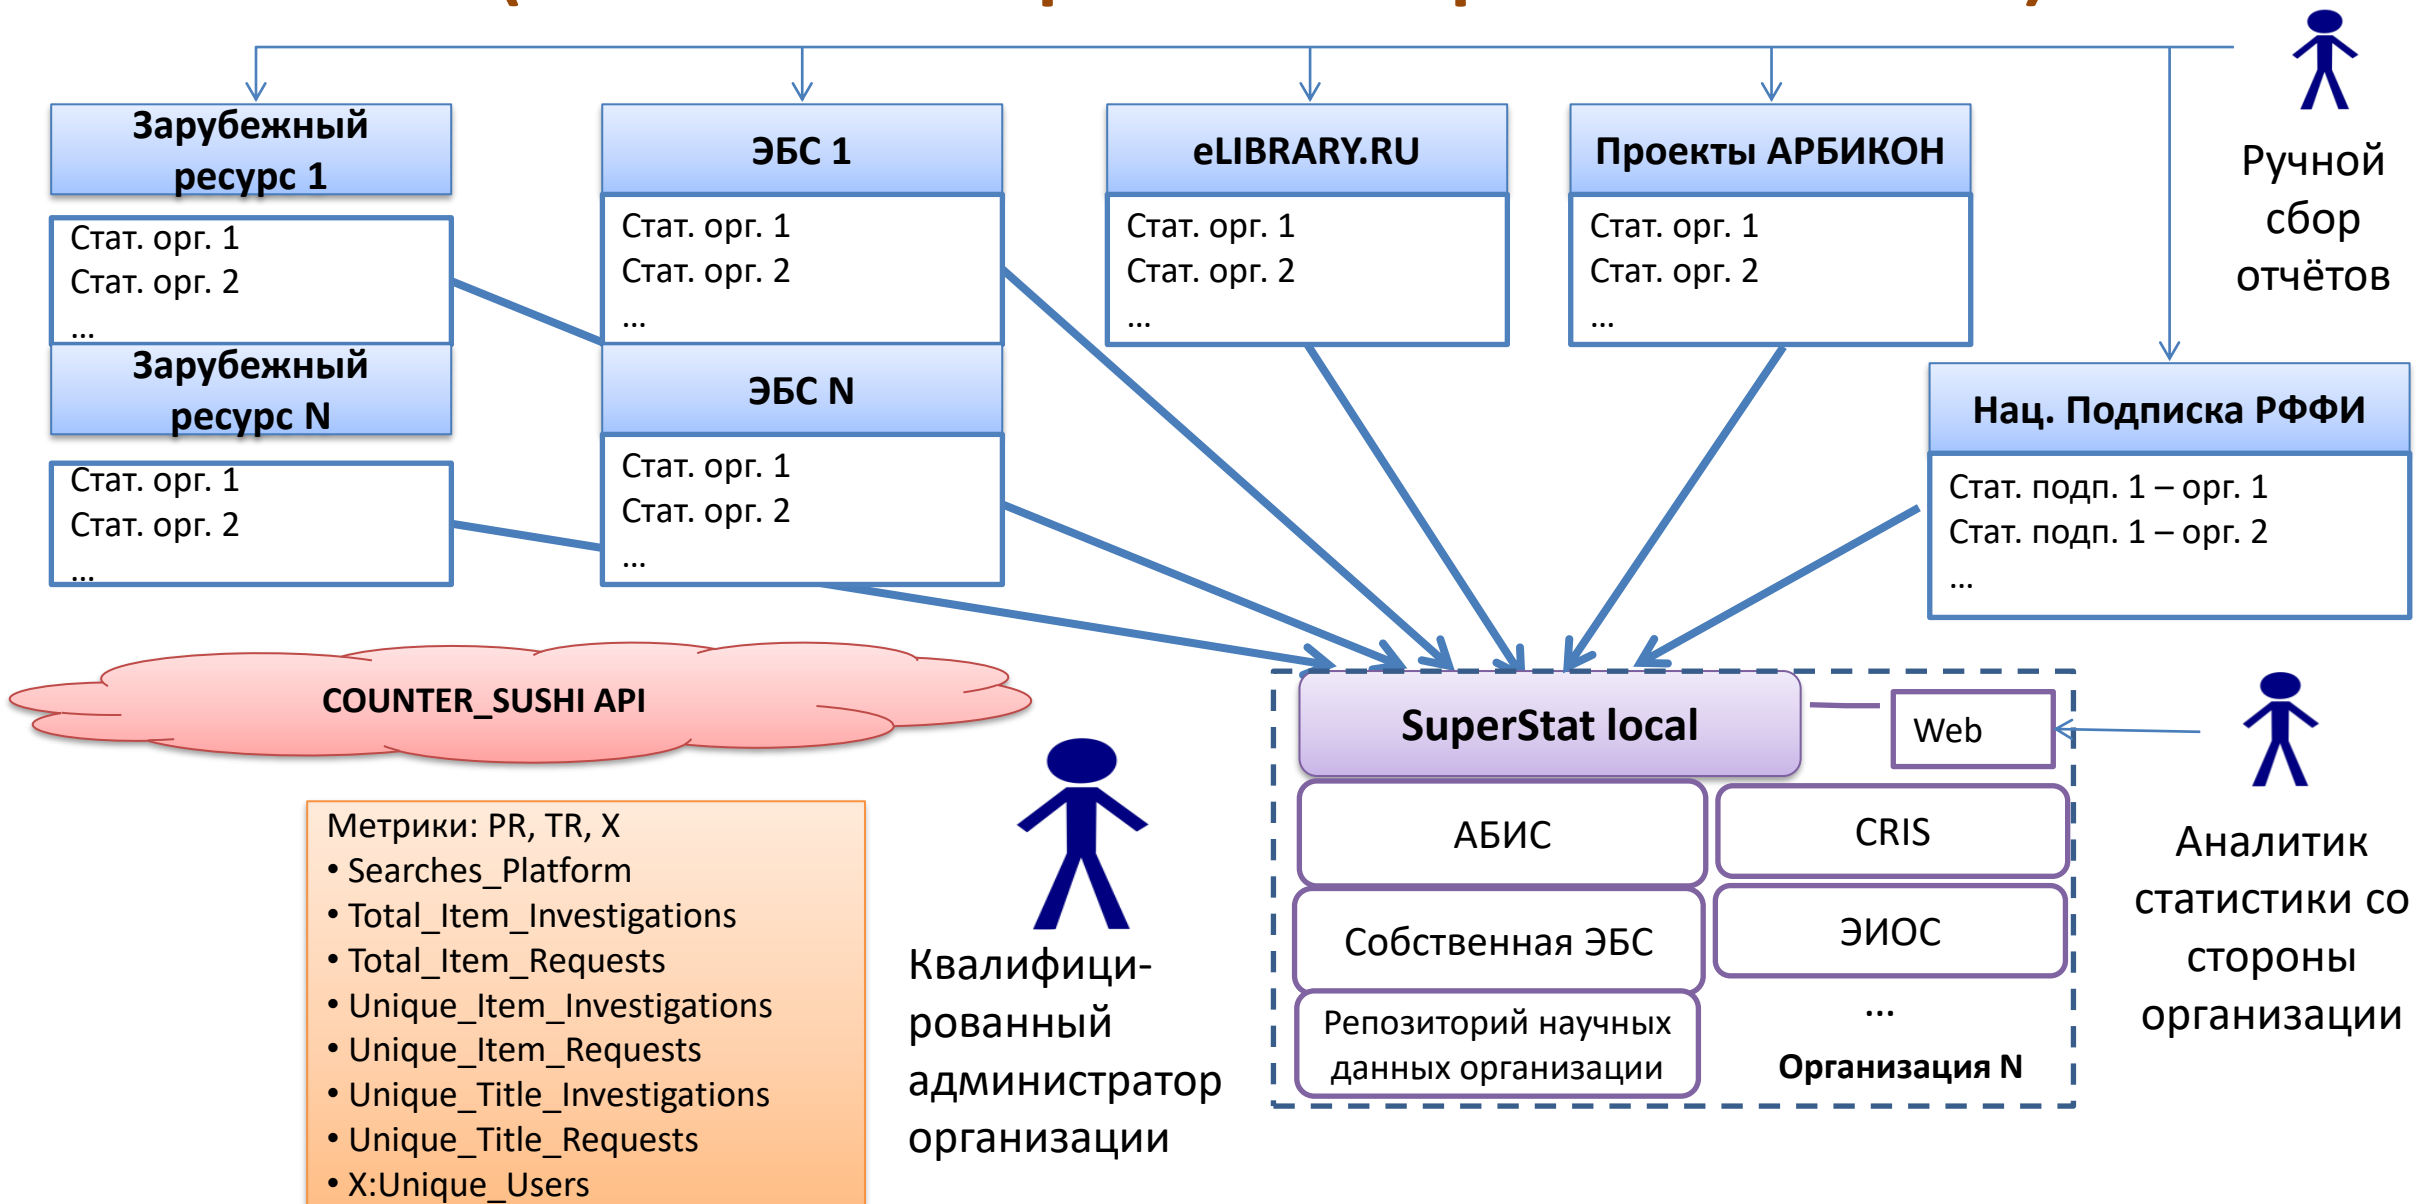 Зарубежный
ресурс 1
Стат. орг. 1
Стат. орг. 2
...
Зарубежный
ресурс N
Стат. орг. 1
Стат. орг. 2
...
ЭБС 1
Стат. орг. 1
Стат. орг. 2
...
ЭБС N
Стат. орг. 1
Стат. орг. 2
...
eLIBRARY.RU
Стат. орг. 1
Стат. орг. 2
...
Проекты АРБИКОН
Стат. орг. 1
Стат. орг. 2
...
Ручной
сбор
отчётов
Нац. Подписка РФФИ
Стат. подп. 1 – орг. 1
Стат. подп. 1 – орг. 2
...
COUNTER_SUSHI API
Метрики: PR, TR, X
• Searches_Platform
• Total_Item_Investigations
• Total_Item_Requests
• Unique_Item_Investigations
• Unique_Item_Requests
• Unique_Title_Investigations
• Unique_Title_Requests
• X:Unique_Users
Квалифици-
рованный
администратор
организации
SuperStat local
Web
АБИС
CRIS
Собственная ЭБС
ЭИОС
Репозиторий научных
данных организации
...
Организация N
Аналитик
статистики со
стороны
организации